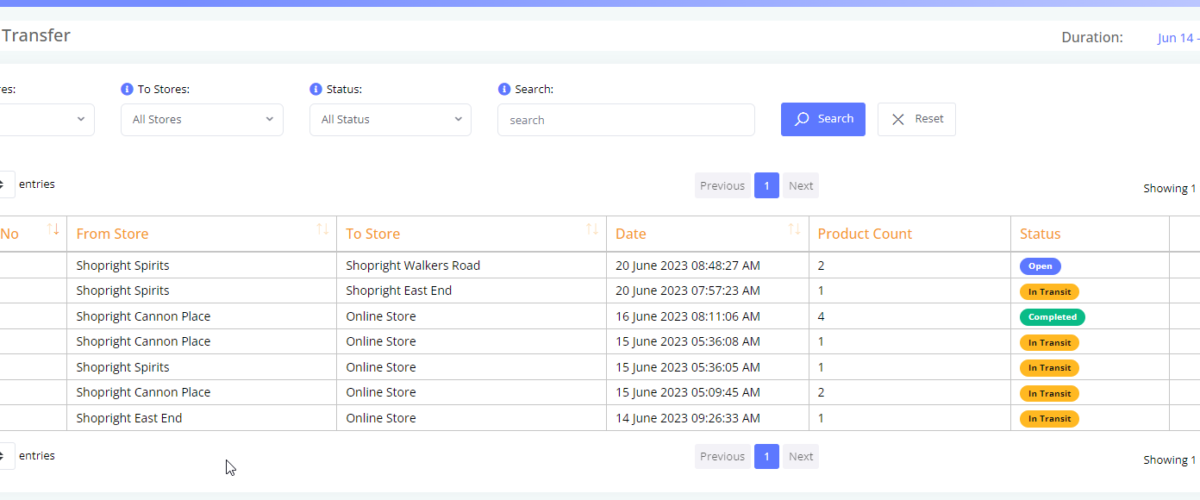 Transfer
Duration: Jun 14 -
res: To Stores: Status: Search:
All Stores All Status search Search Reset
entries Previous 1 Next Showing 1
No From Store To Store Date Product Count Status
Shopright Spirits Shopright Walkers Road 20 June 2023 08:48:27 AM 2 Open
Shopright Spirits Shopright East End 20 June 2023 07:57:23 AM 1 In Transit
Shopright Cannon Place Online Store 16 June 2023 08:11:06 AM 4 Completed
Shopright Cannon Place Online Store 15 June 2023 05:36:08 AM 1 In Transit
Shopright Spirits Online Store 15 June 2023 05:36:05 AM 1 In Transit
Shopright Cannon Place Online Store 15 June 2023 05:09:45 AM 2 In Transit
Shopright East End Online Store 14 June 2023 09:26:33 AM 1 In Transit
entries Previous 1 Next Showing 1